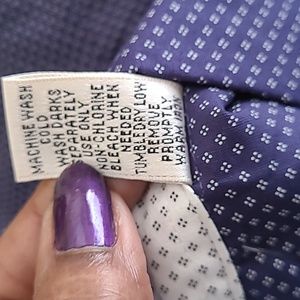 MACHINE WASH
COLD
WASH DARKS
SEPARATELY
USE ONLY
NON-CHLORINE
BLEACH WHEN
NEEDED
TUMBLE DRY LOW
REMOVE
PROMPTLY
WARM IRON